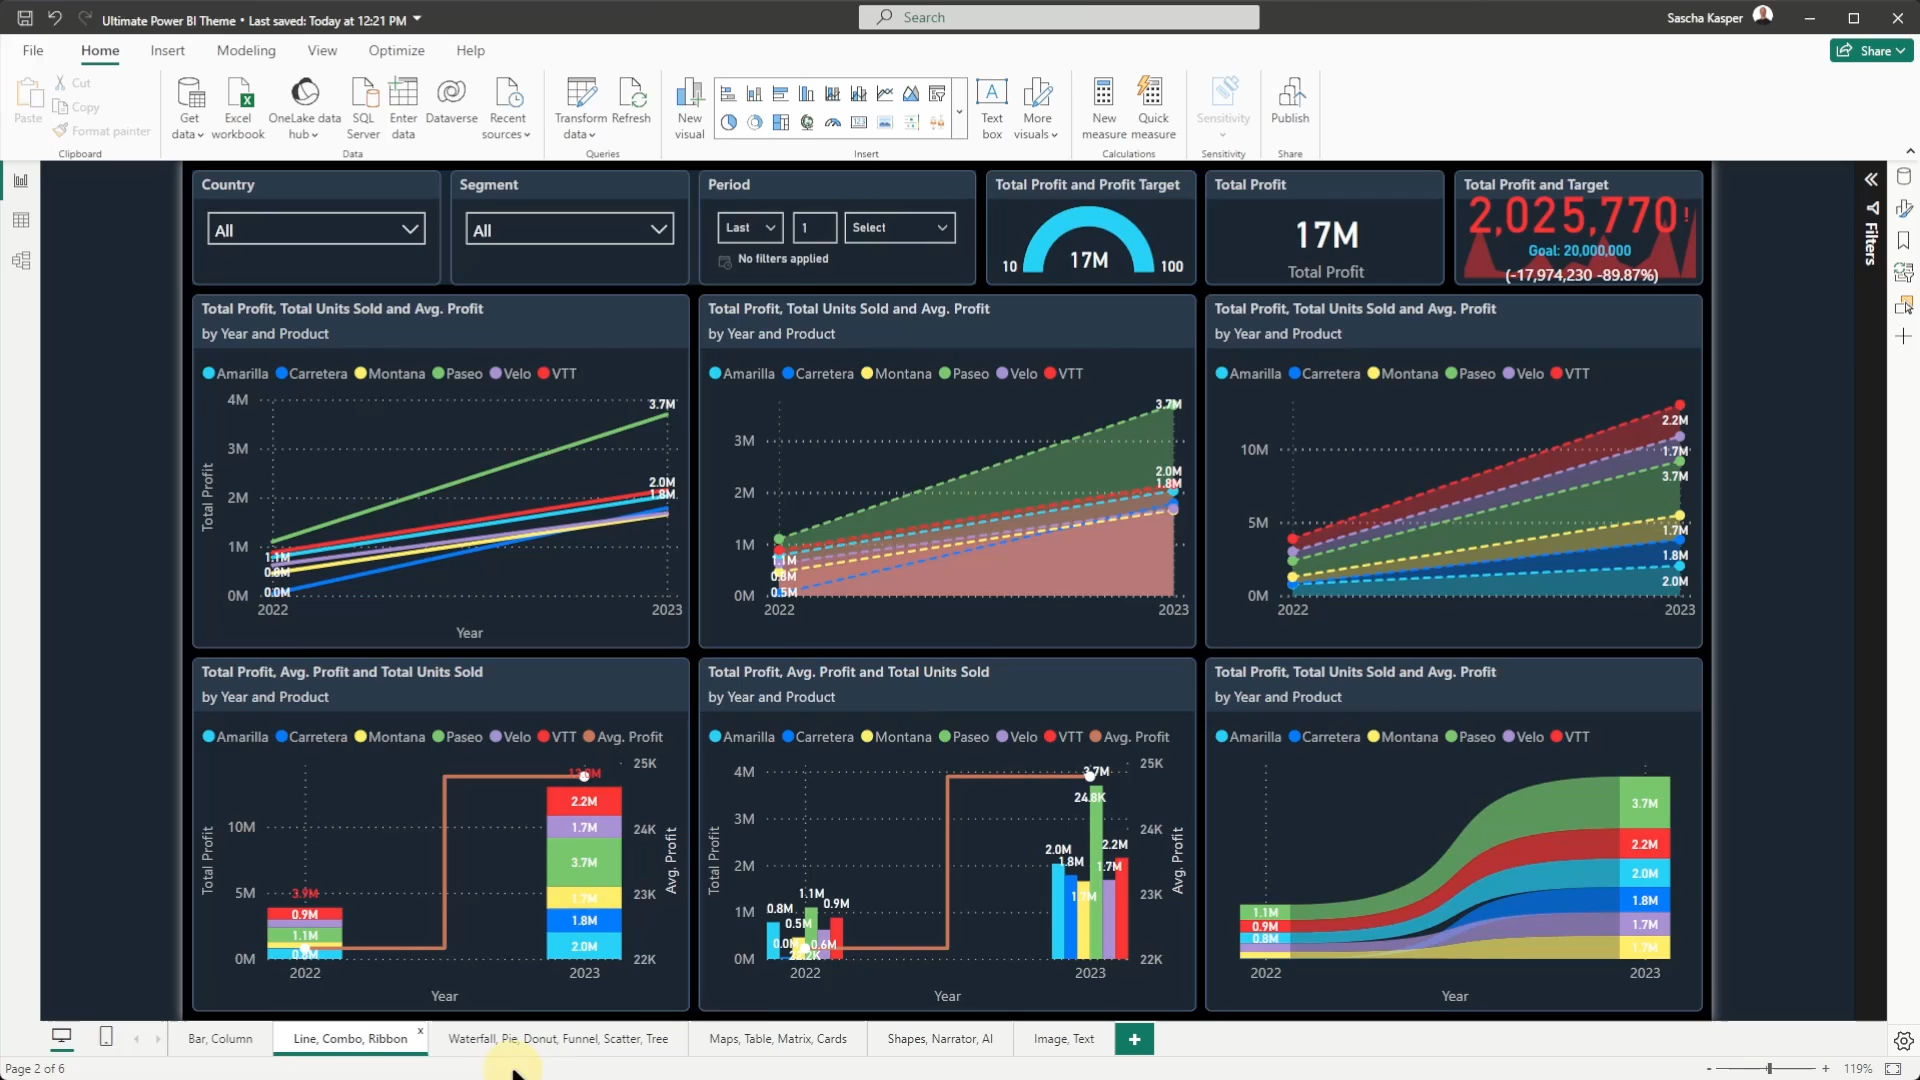 Ultimate Power BI Theme • Last saved: Today at 12:21 PM
Search
Sascha Kasper
File Home Insert Modeling View Optimize Help
Share
Paste
Cut
Copy
Format painter
Clipboard
Get data
Excel workbook
OneLake data hub
SQL Server
Enter data
Dataverse
Recent sources
Data
Transform data
Refresh
Queries
New visual
Text box
More visuals
Insert
New measure
Quick measure
Calculations
Sensitivity
Sensitivity
Publish
Share
Country
All
Segment
All
Period
Last 1 Select
No filters applied
Total Profit and Profit Target
10 17M 100
Total Profit
17M
Total Profit
Total Profit and Target
2,025,770!
Goal: 20,000,000
(-17,974,230 -89.87%)
Filters
Total Profit, Total Units Sold and Avg. Profit
by Year and Product
Amarilla Carretera Montana Paseo Velo VTT
4M
3M
2M
1M
0M
Total Profit
3.7M
2.0M
1.8M
1.1M
0.8M
0.0M
2022 2023
Year
Total Profit, Total Units Sold and Avg. Profit
by Year and Product
Amarilla Carretera Montana Paseo Velo VTT
3M
2M
1M
0M
3.7M
2.0M
1.8M
1.1M
0.8M
0.5M
2022 2023
Total Profit, Total Units Sold and Avg. Profit
by Year and Product
Amarilla Carretera Montana Paseo Velo VTT
10M
5M
0M
2.2M
1.7M
3.7M
1.7M
1.8M
2.0M
2022 2023
Total Profit, Avg. Profit and Total Units Sold
by Year and Product
Amarilla Carretera Montana Paseo Velo VTT Avg. Profit
10M
5M
0M
Total Profit
3.9M
0.9M
1.1M
0.8M
2.2M
1.7M
3.7M
1.7M
1.8M
2.0M
25K
24K
23K
22K
Avg. Profit
2022 2023
Year
Total Profit, Avg. Profit and Total Units Sold
by Year and Product
Amarilla Carretera Montana Paseo Velo VTT Avg. Profit
4M
3M
2M
1M
0M
Total Profit
0.8M
0.0M
0.5M
1.1M
0.6M
0.9M
3.7M
24.8K
2.0M
1.8M
1.7M
1.7M
2.2M
25K
24K
23K
22K
Avg. Profit
2022 2023
Year
Total Profit, Total Units Sold and Avg. Profit
by Year and Product
Amarilla Carretera Montana Paseo Velo VTT
1.1M
0.9M
0.8M
3.7M
2.2M
2.0M
1.8M
1.7M
1.7M
2022 2023
Year
Bar, Column
Line, Combo, Ribbon
Waterfall, Pie, Donut, Funnel, Scatter, Tree
Maps, Table, Matrix, Cards
Shapes, Narrator, AI
Image, Text
Page 2 of 6
119%